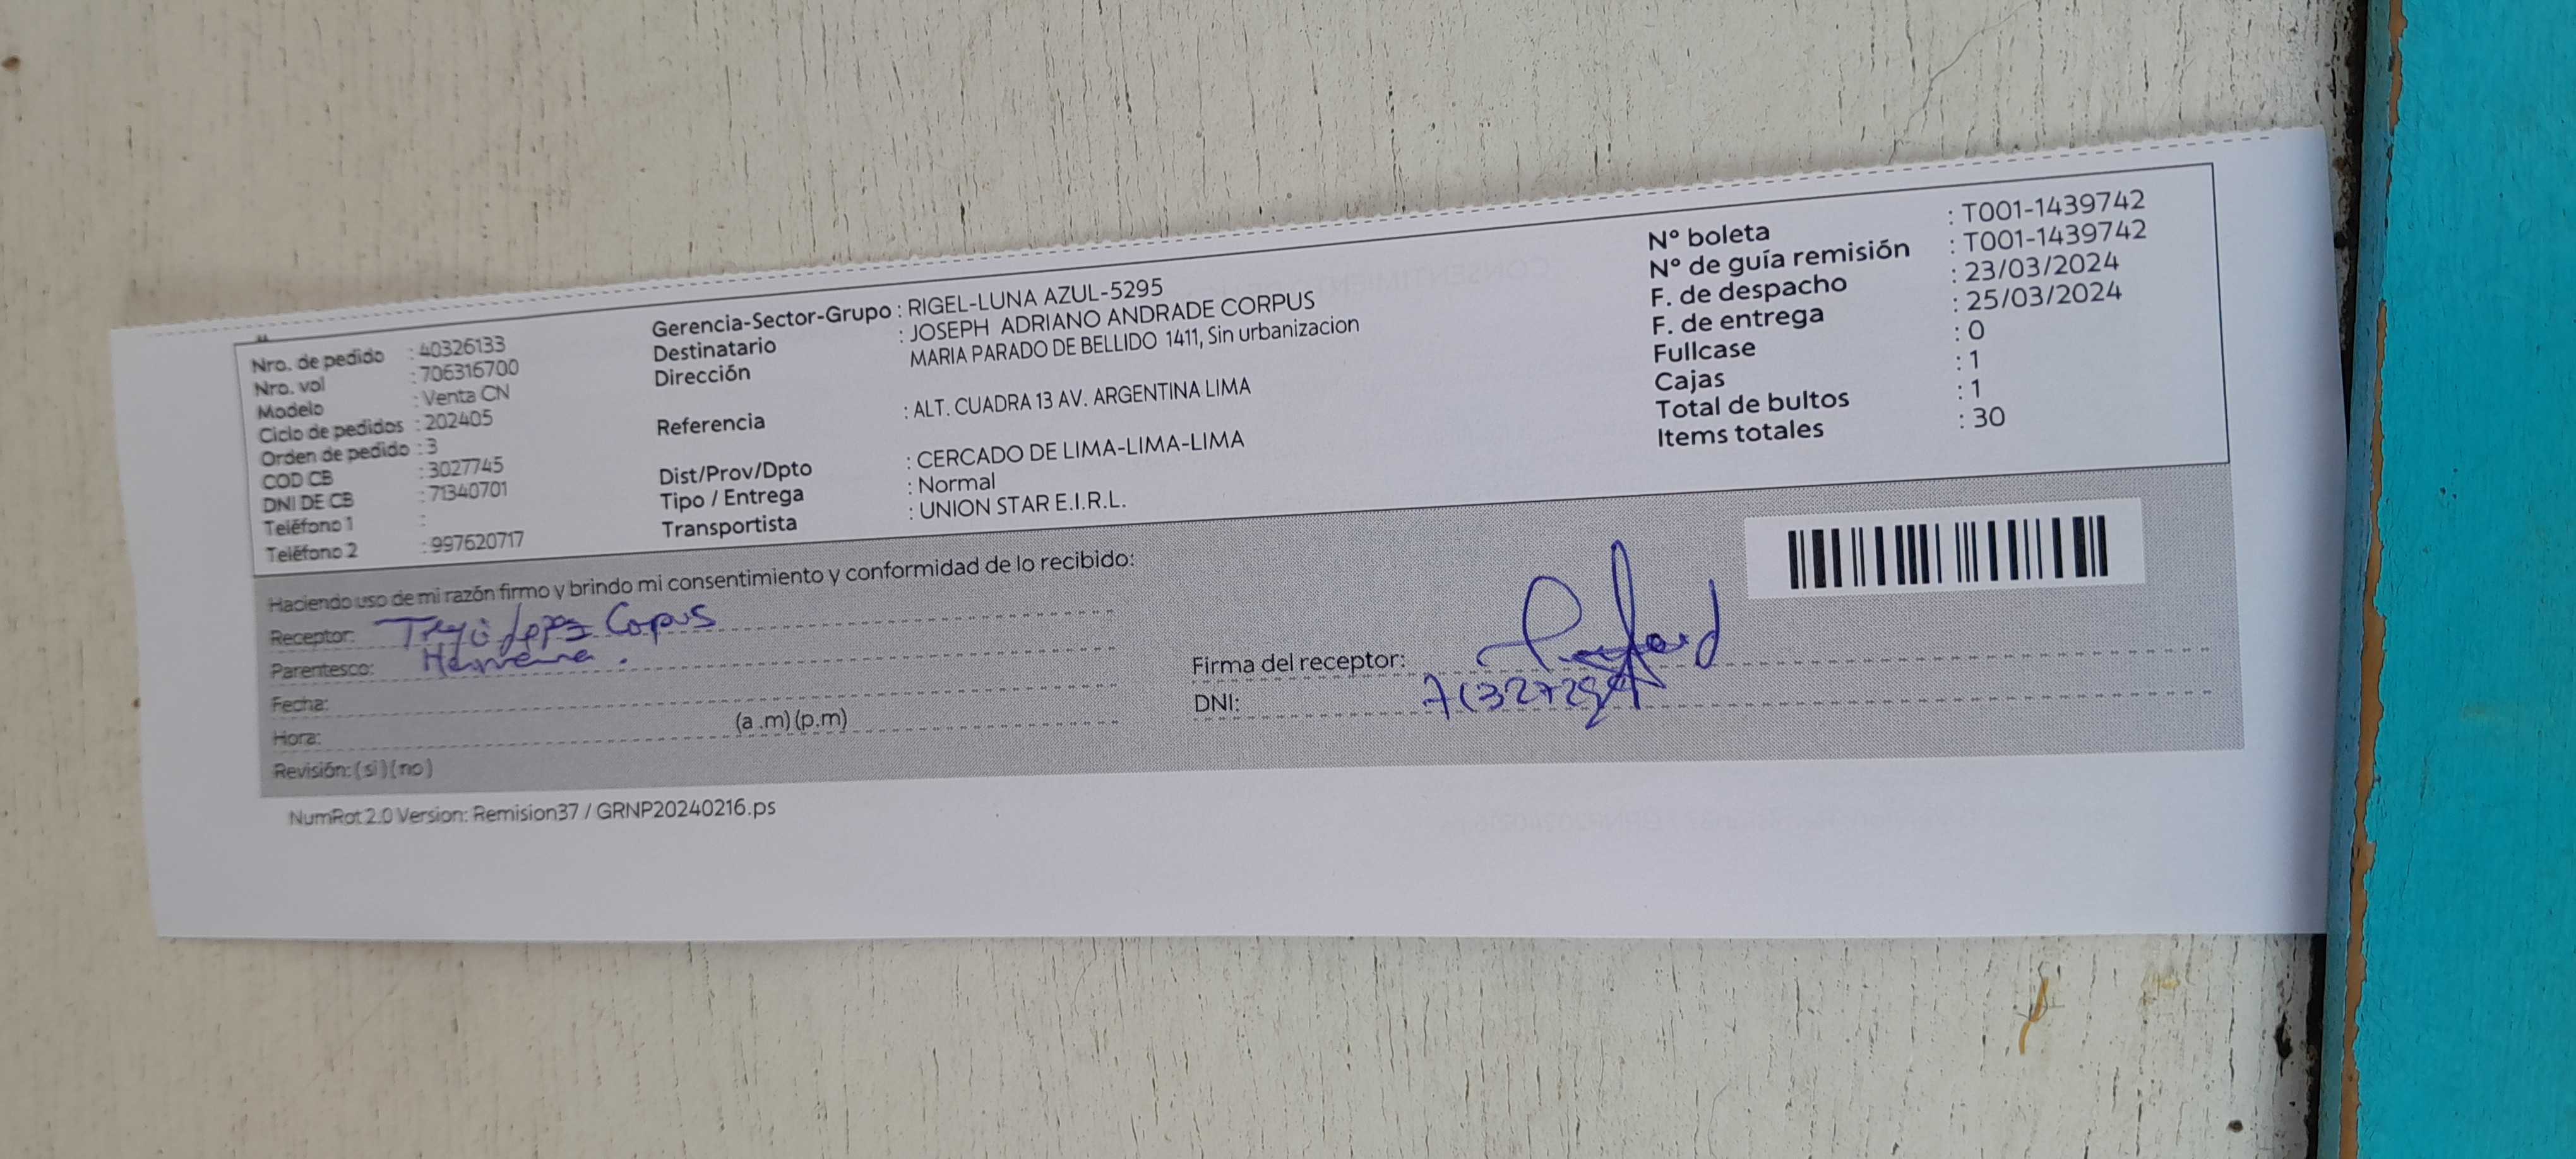 Nro. de pedido : 40326133
Nro. vol : 706316700
Modelo : Venta CN
Ciclo de pedidos : 202405
Orden de pedido : 3
COD CB : 3027745
DNI DE CB : 71340701
Teléfono 1 :
Teléfono 2 : 997620717
Gerencia-Sector-Grupo : RIGEL-LUNA AZUL-5295
Destinatario : JOSEPH ADRIANO ANDRADE CORPUS
Dirección MARIA PARADO DE BELLIDO 1411, Sin urbanizacion
Referencia : ALT. CUADRA 13 AV. ARGENTINA LIMA
Dist/Prov/Dpto : CERCADO DE LIMA-LIMA-LIMA
Tipo / Entrega : Normal
Transportista : UNION STAR E.I.R.L.
N° boleta : T001-1439742
N° de guía remisión : T001-1439742
F. de despacho : 23/03/2024
F. de entrega : 25/03/2024
Fullcase : 0
Cajas : 1
Total de bultos : 1
Items totales : 30
Haciendo uso de mi razón firmo y brindo mi consentimiento y conformidad de lo recibido:
Receptor: Corpus
Parentesco:
Fecha:
Hora: (a .m) (p.m)
Revisión: ( si ) ( no )
Firma del receptor:
DNI:
NumRot 2.0 Version: Remision37 / GRNP20240216.ps